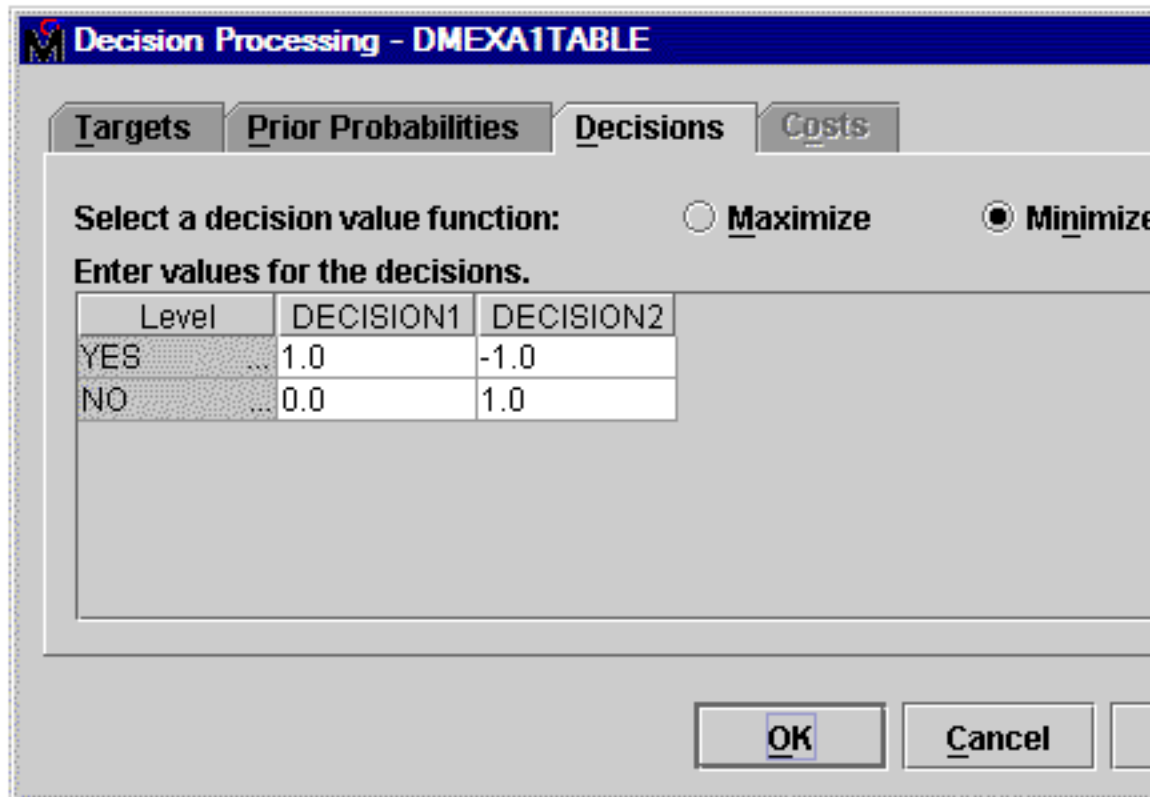 Decision Processing - DMEXA1TABLE
Targets Prior Probabilities Decisions Costs
Select a decision value function: Maximize Minimize
Enter values for the decisions.
Level DECISION1 DECISION2
YES ... 1.0 -1.0
NO ... 0.0 1.0
OK Cancel